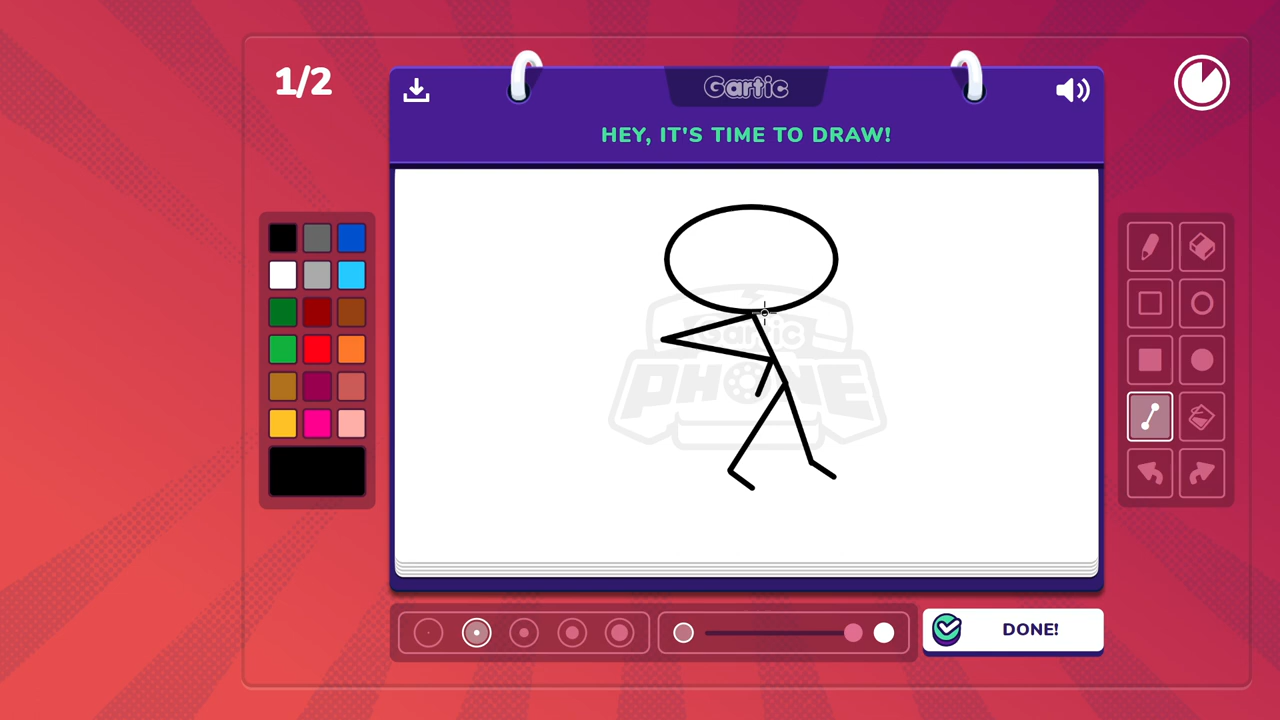 1/2
Gartic
HEY, IT'S TIME TO DRAW!
Gartic
PHONE
DONE!